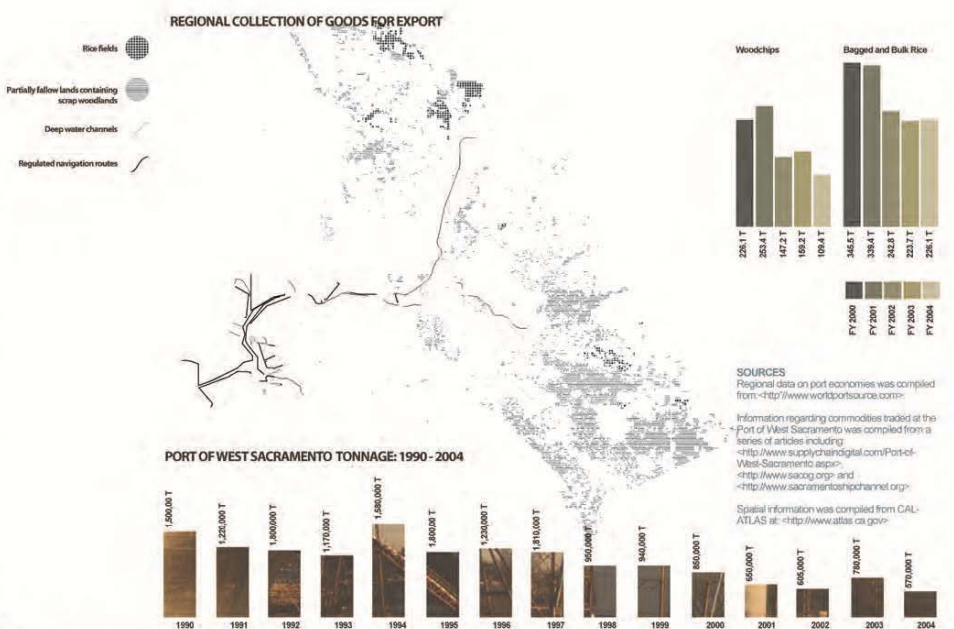 REGIONAL COLLECTION OF GOODS FOR EXPORT
Rice fields
Partially fallow lands containing
scrap woodlands
Deep water channels
Regulated navigation routes
Woodchips
226.1 T
253.4 T
147.2 T
159.2 T
109.4 T
Bagged and Bulk Rice
345.5 T
339.4 T
242.8 T
223.7 T
226.1 T
FY 2000
FY 2001
FY 2002
FY 2003
FY 2004
SOURCES
Regional data on port economies was compiled
from:<http"//www.worldportsource.com>
Information regarding commodities traded at the
Port of West Sacramento was compiled from a
series of articles including:
<http://www.supplychaindigital.com/Port-of-
West-Sacramento.aspx>,
<http://www.sacog.org> and
<http://www.sacramentoshipchannel.org>
Spatial information was compiled from CAL-
ATLAS at: <http://www.atlas.ca.gov>
PORT OF WEST SACRAMENTO TONNAGE: 1990 - 2004
1,500,00 T
1,220,000 T
1,800,000 T
1,170,000 T
1,680,000 T
1,800,00 T
1,230,000 T
1,810,000 T
950,000 T
940,000 T
850,000 T
650,000 T
605,000 T
780,000 T
570,000 T
1990
1991
1992
1993
1994
1995
1996
1997
1998
1999
2000
2001
2002
2003
2004